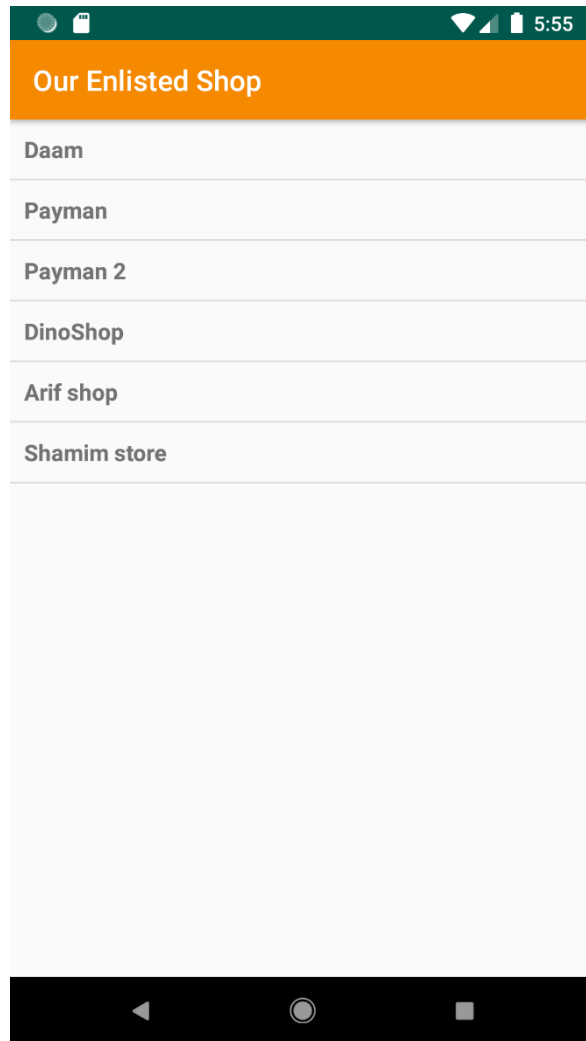 5:55
Our Enlisted Shop
Daam
Payman
Payman 2
DinoShop
Arif shop
Shamim store